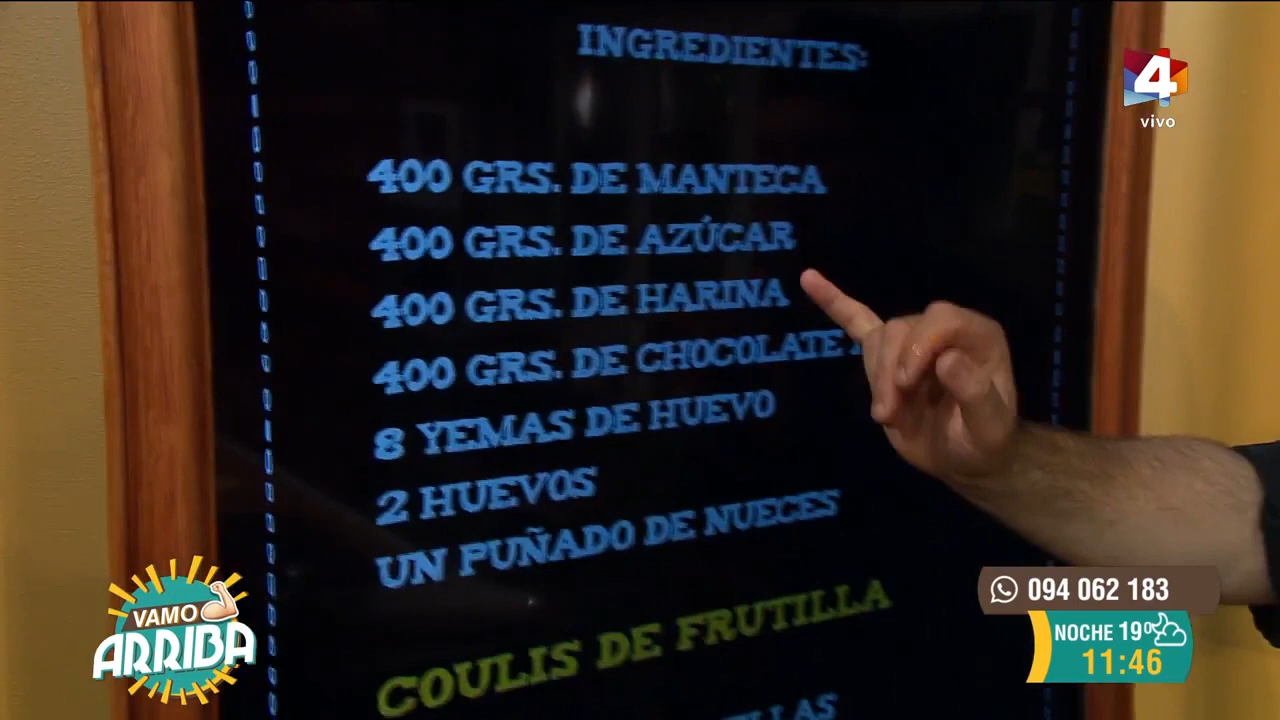 INGREDIENTES:
400 GRS. DE MANTECA
400 GRS. DE AZÚCAR
400 GRS. DE HARINA
400 GRS. DE CHOCOLATE
8 YEMAS DE HUEVO
2 HUEVOS
UN PUÑADO DE NUECES
COULIS DE FRUTILLA
4
vivo
VAMO
ARRIBA
094 062 183
NOCHE 19º
11:46